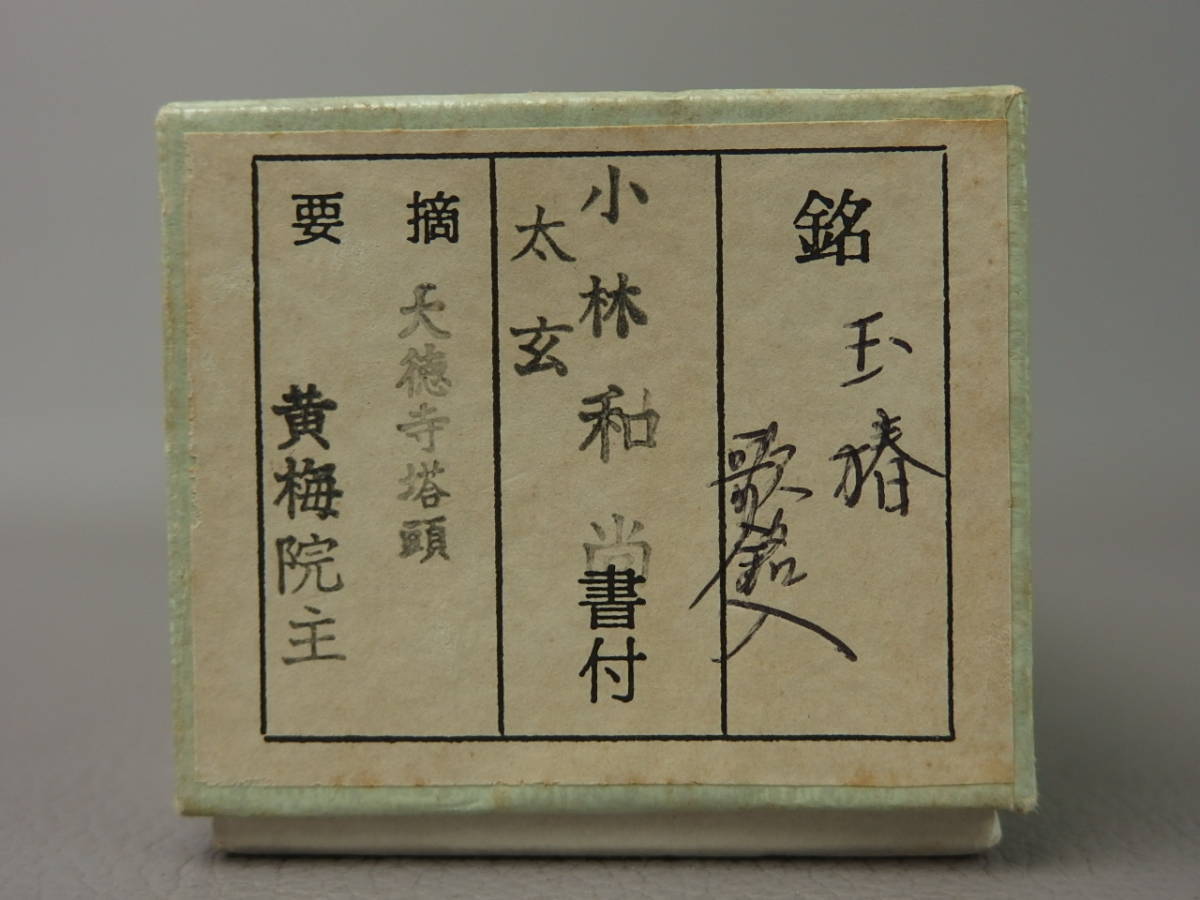 銘 玉椿
歌銘入
小林和尚書付
太玄
摘 大徳寺塔頭
要 黄梅院主